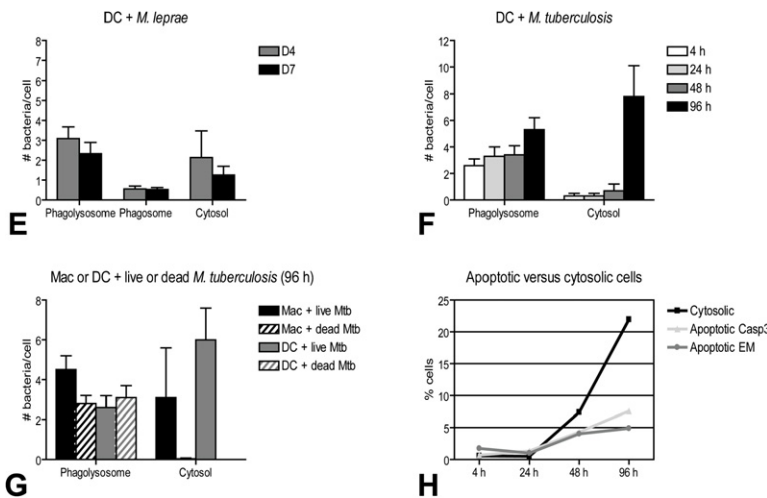 DC + M. leprae
8
7
6
5
4
3
2
1
0
# bacteria/cell
D4
D7
Phagolysosome Phagosome Cytosol
E
DC + M. tuberculosis
12
10
8
6
4
2
0
# bacteria/cell
4 h
24 h
48 h
96 h
Phagolysosome Cytosol
F
Mac or DC + live or dead M. tuberculosis (96 h)
8
6
4
2
0
# bacteria/cell
Mac + live Mtb
Mac + dead Mtb
DC + live Mtb
DC + dead Mtb
Phagolysosome Cytosol
G
Apoptotic versus cytosolic cells
25
20
15
10
5
0
% cells
Cytosolic
Apoptotic Casp3
Apoptotic EM
4 h 24 h 48 h 96 h
H